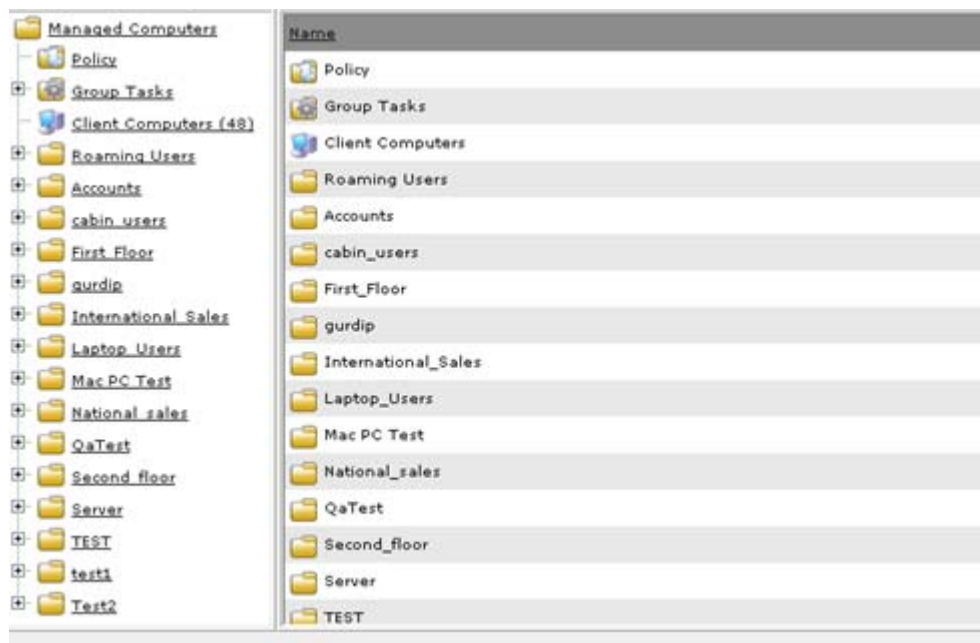 Managed Computers
Policy
Group Tasks
Client Computers (48)
Roaming Users
Accounts
cabin_users
First_Floor
gurdip
International_Sales
Laptop_Users
Mac PC Test
National_sales
QaTest
Second_floor
Server
TEST
test1
Test2
Name
Policy
Group Tasks
Client Computers
Roaming Users
Accounts
cabin_users
First_Floor
gurdip
International_Sales
Laptop_Users
Mac PC Test
National_sales
QaTest
Second_floor
Server
TEST